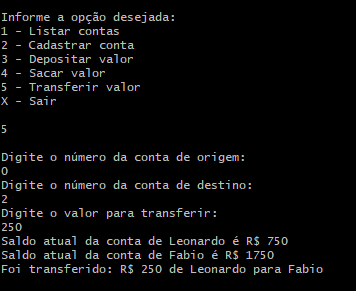 Informe a opção desejada:
1 - Listar contas
2 - Cadastrar conta
3 - Depositar valor
4 - Sacar valor
5 - Transferir valor
X - Sair
5
Digite o número da conta de origem:
0
Digite o número da conta de destino:
2
Digite o valor para transferir:
250
Saldo atual da conta de Leonardo é R$ 750
Saldo atual da conta de Fabio é R$ 1750
Foi transferido: R$ 250 de Leonardo para Fabio